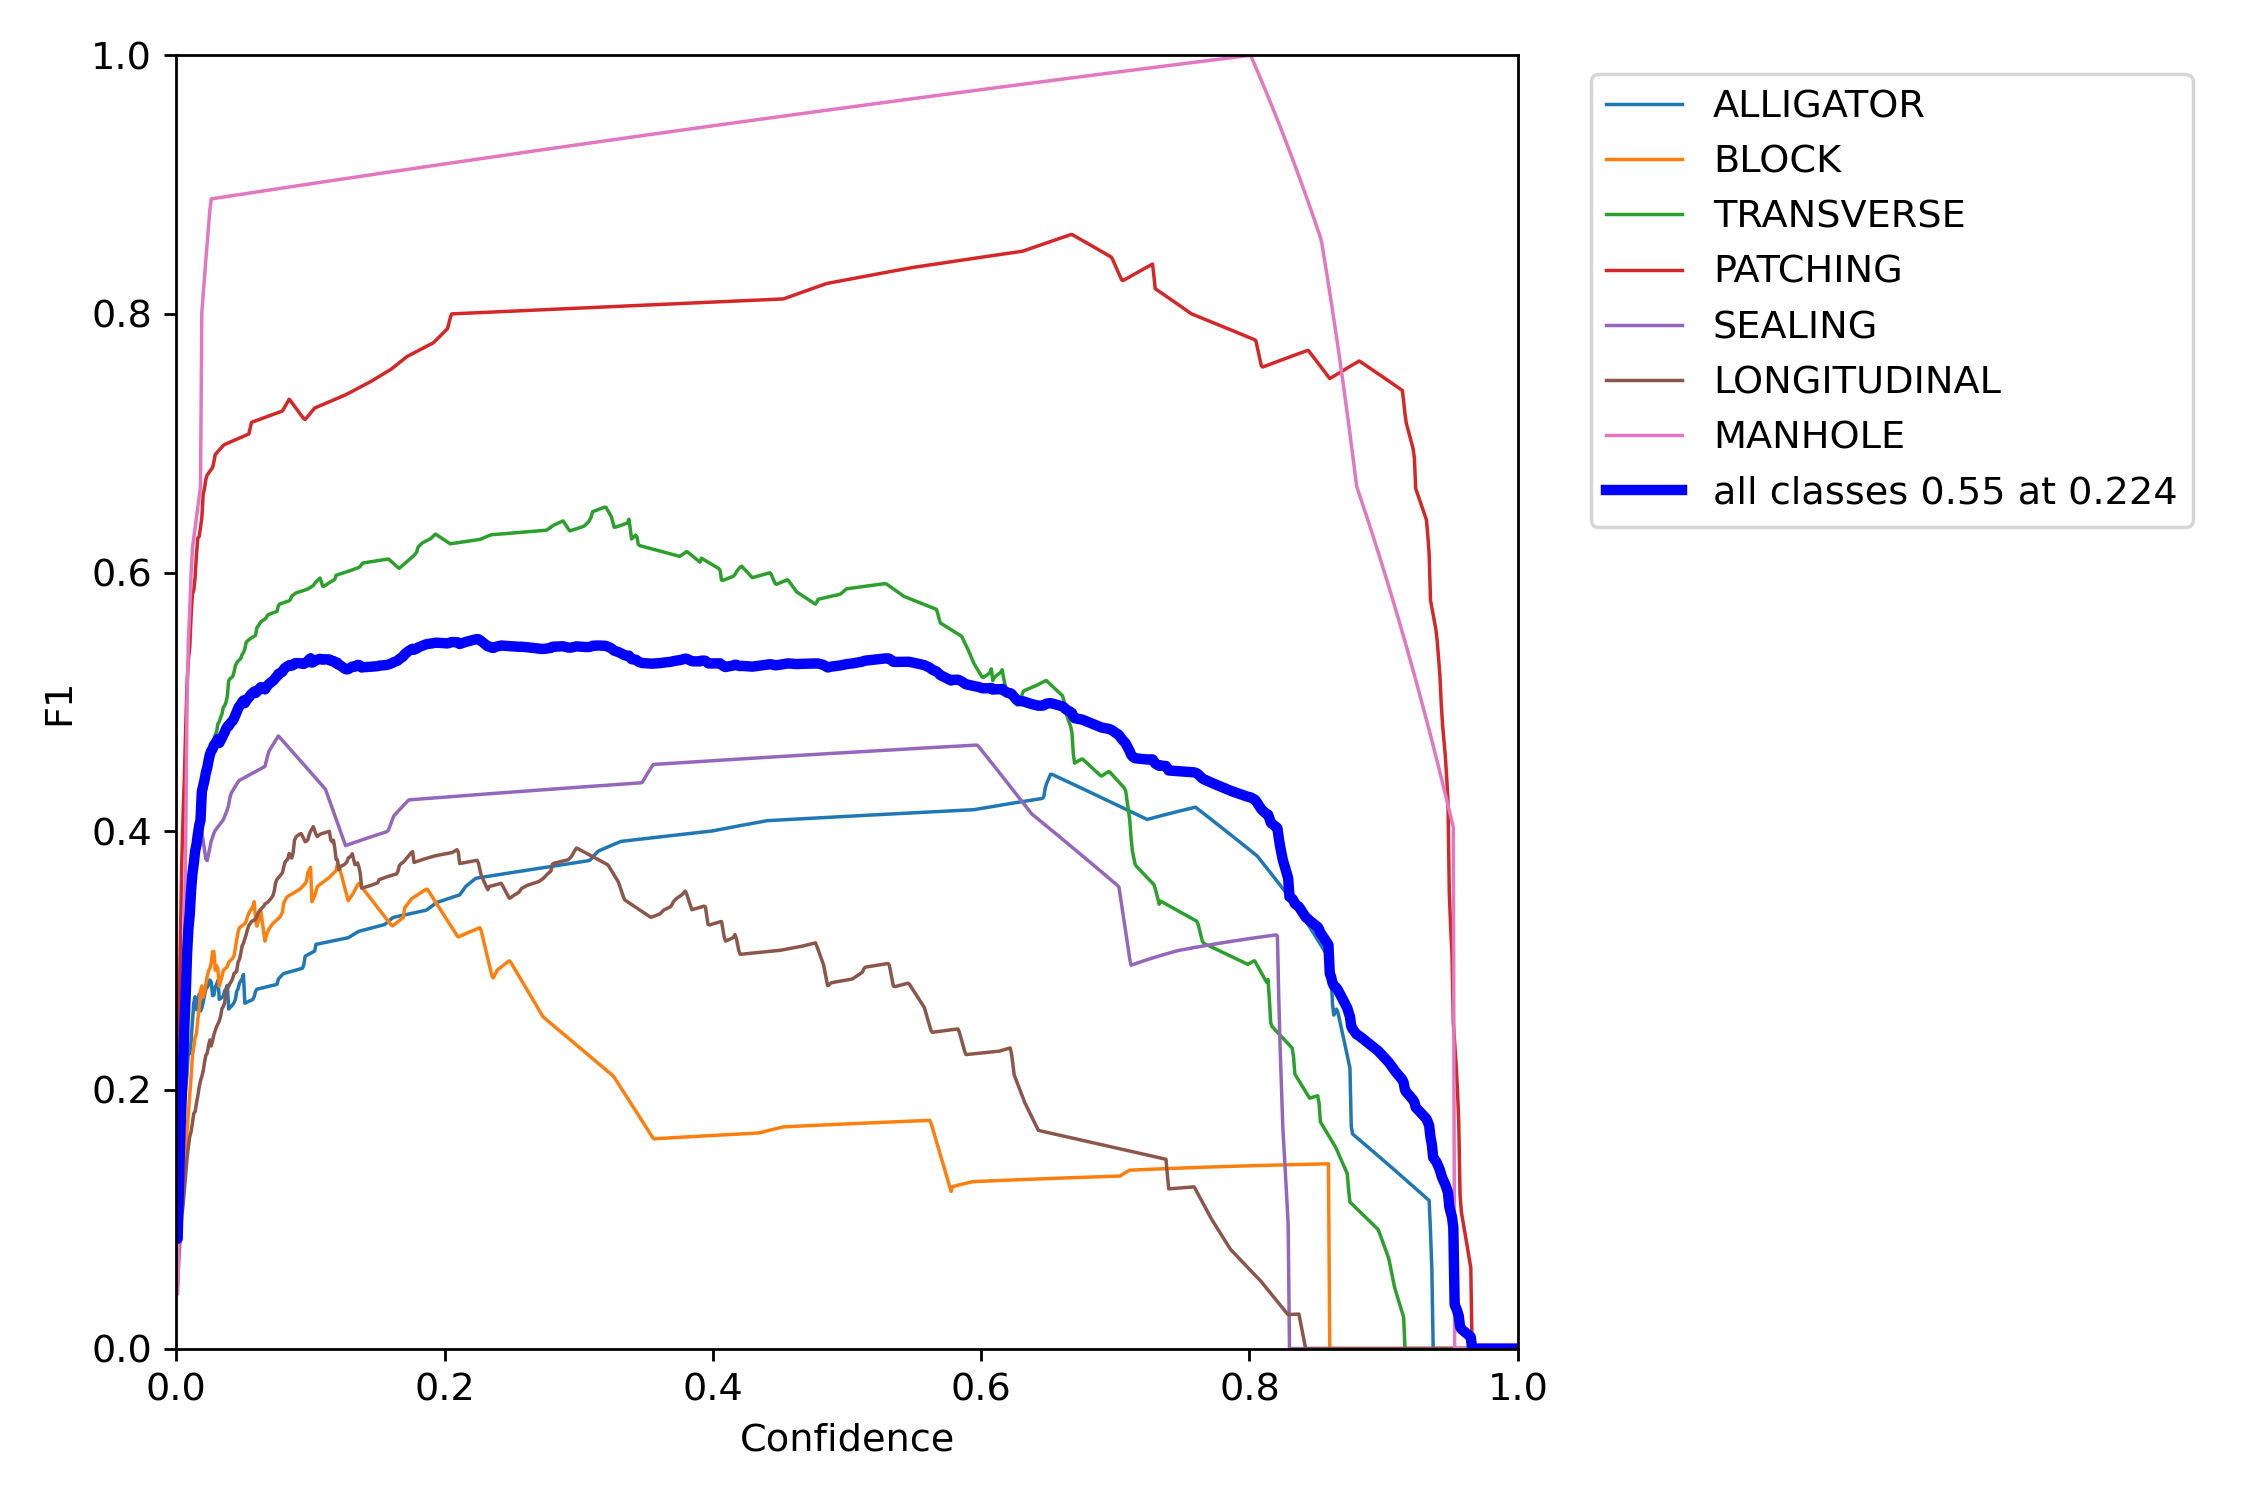 1.0
0.8
0.6
0.4
0.2
0.0
F1
0.0 0.2 0.4 0.6 0.8 1.0
Confidence
ALLIGATOR
BLOCK
TRANSVERSE
PATCHING
SEALING
LONGITUDINAL
MANHOLE
all classes 0.55 at 0.224